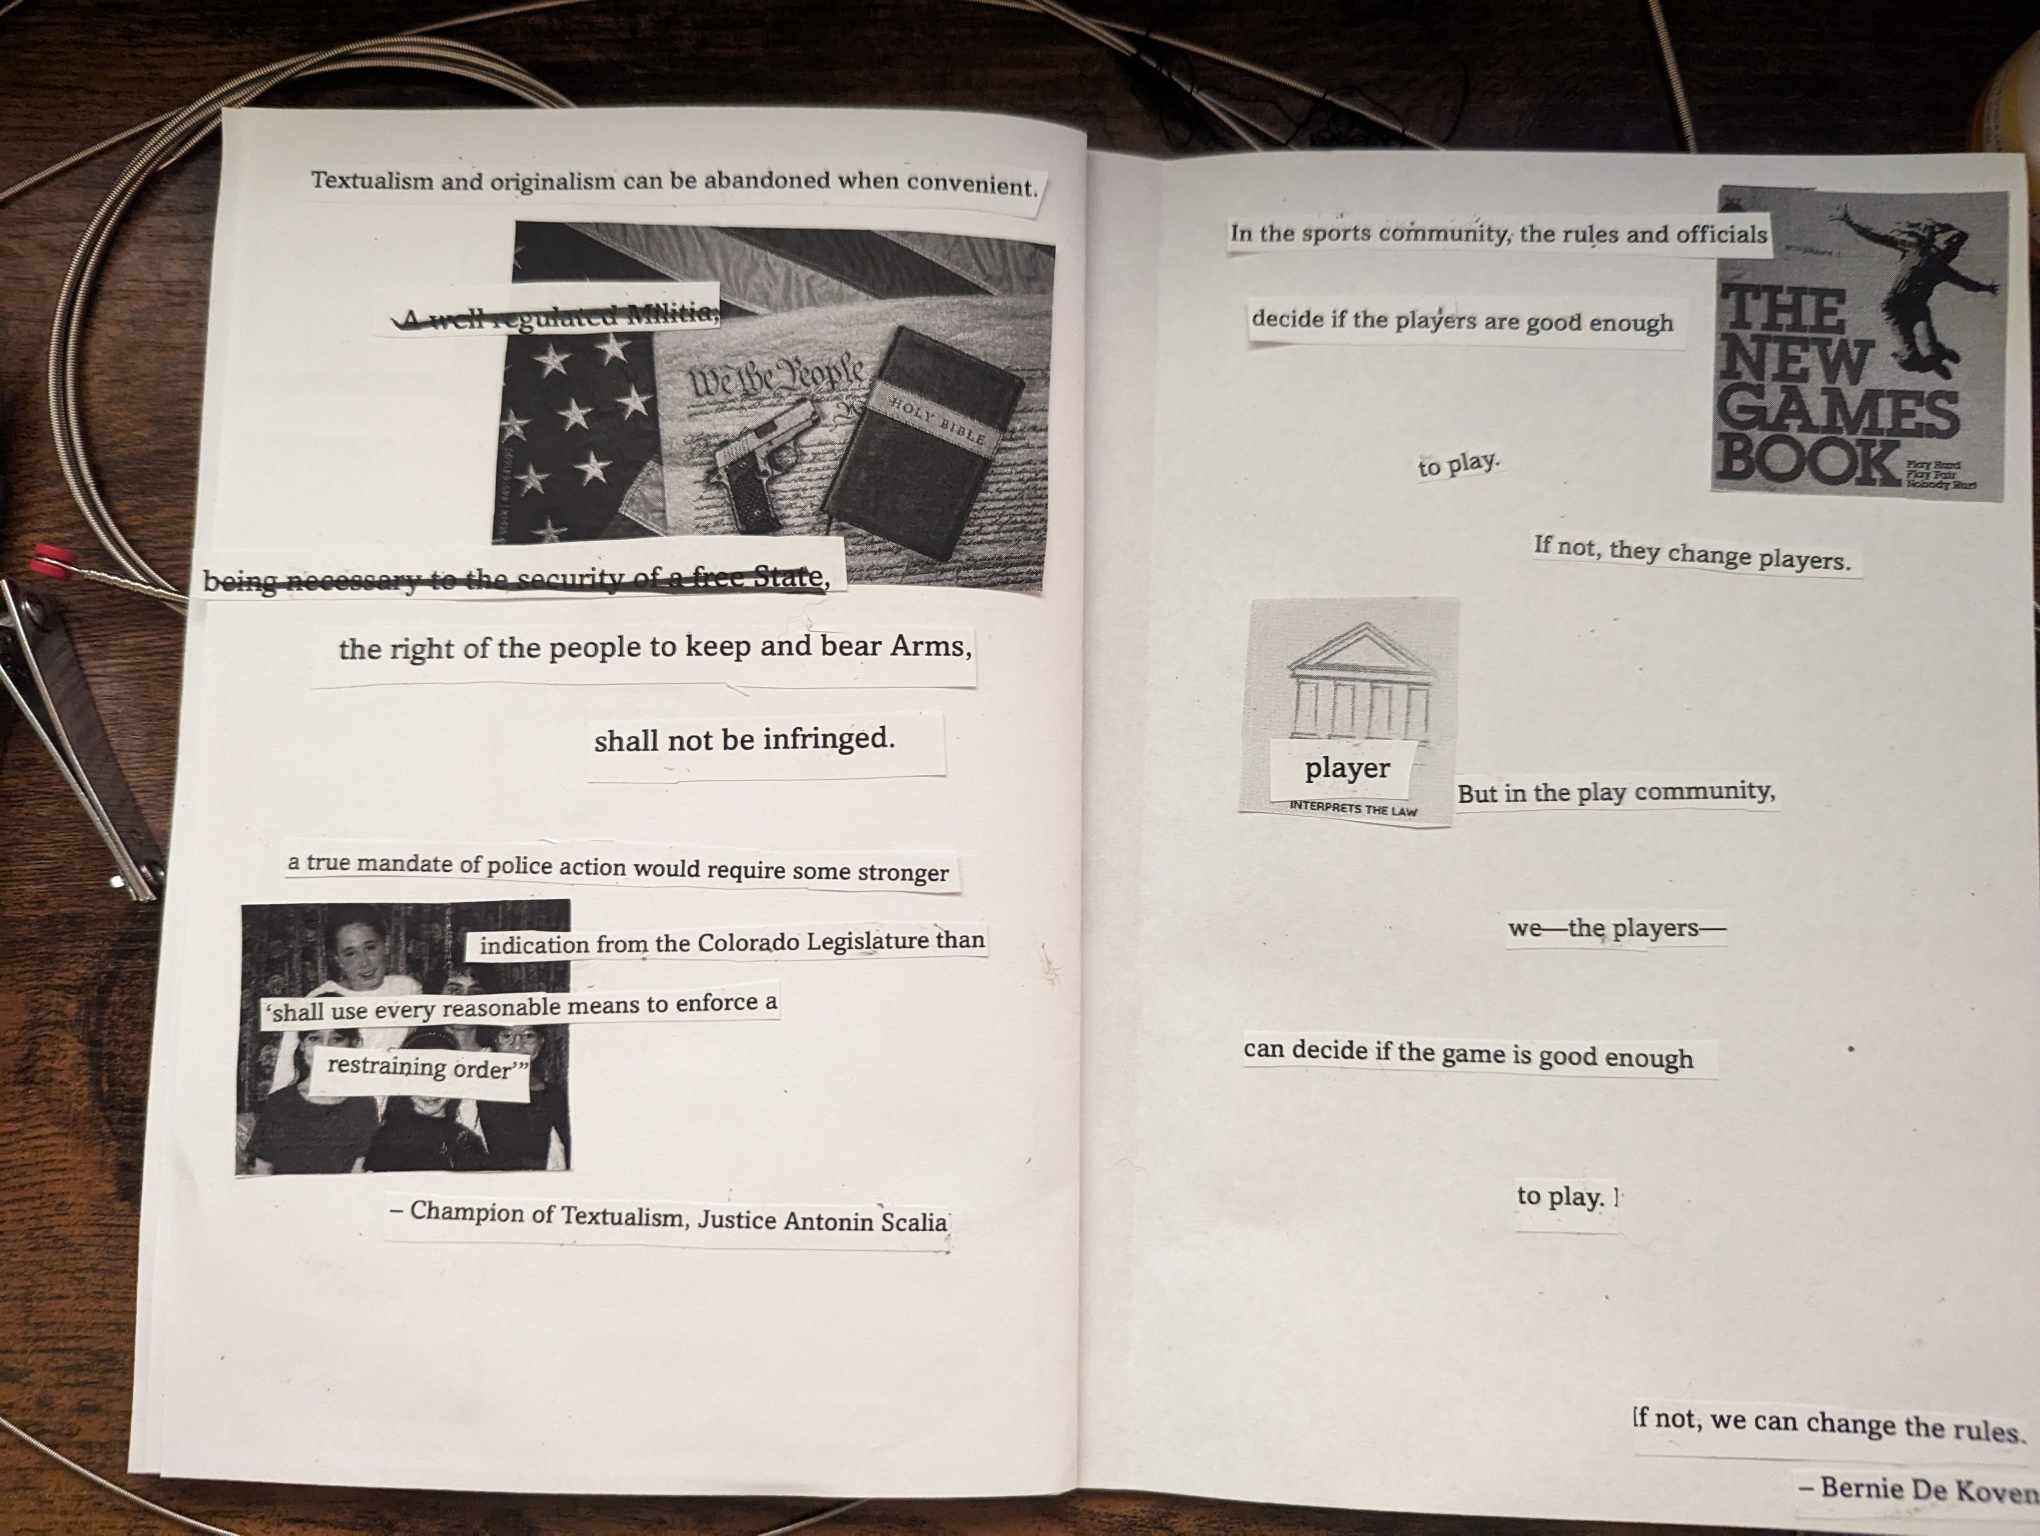 Textualism and originalism can be abandoned when convenient.
A well regulated Militia,
We the People
HOLY BIBLE
being necessary to the security of a free State,
the right of the people to keep and bear Arms,
shall not be infringed.
a true mandate of police action would require some stronger
indication from the Colorado Legislature than
‘shall use every reasonable means to enforce a
restraining order’”
– Champion of Textualism, Justice Antonin Scalia
In the sports community, the rules and officials
decide if the players are good enough
to play.
THE
NEW
GAMES
BOOK
Play Hard
Play Fair
Nobody Hurt
If not, they change players.
player
INTERPRETS THE LAW
But in the play community,
we—the players—
can decide if the game is good enough
to play.
If not, we can change the rules.
– Bernie De Koven